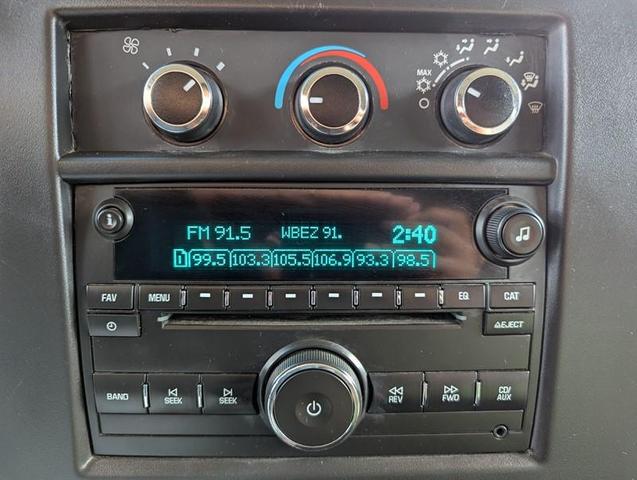 MAX
FM 91.5 WBEZ 91. 2:40
1 99.5 103.3 105.5 106.9 93.3 98.5
FAV MENU EQ CAT
EJECT
BAND SEEK SEEK REV FWD CD/AUX